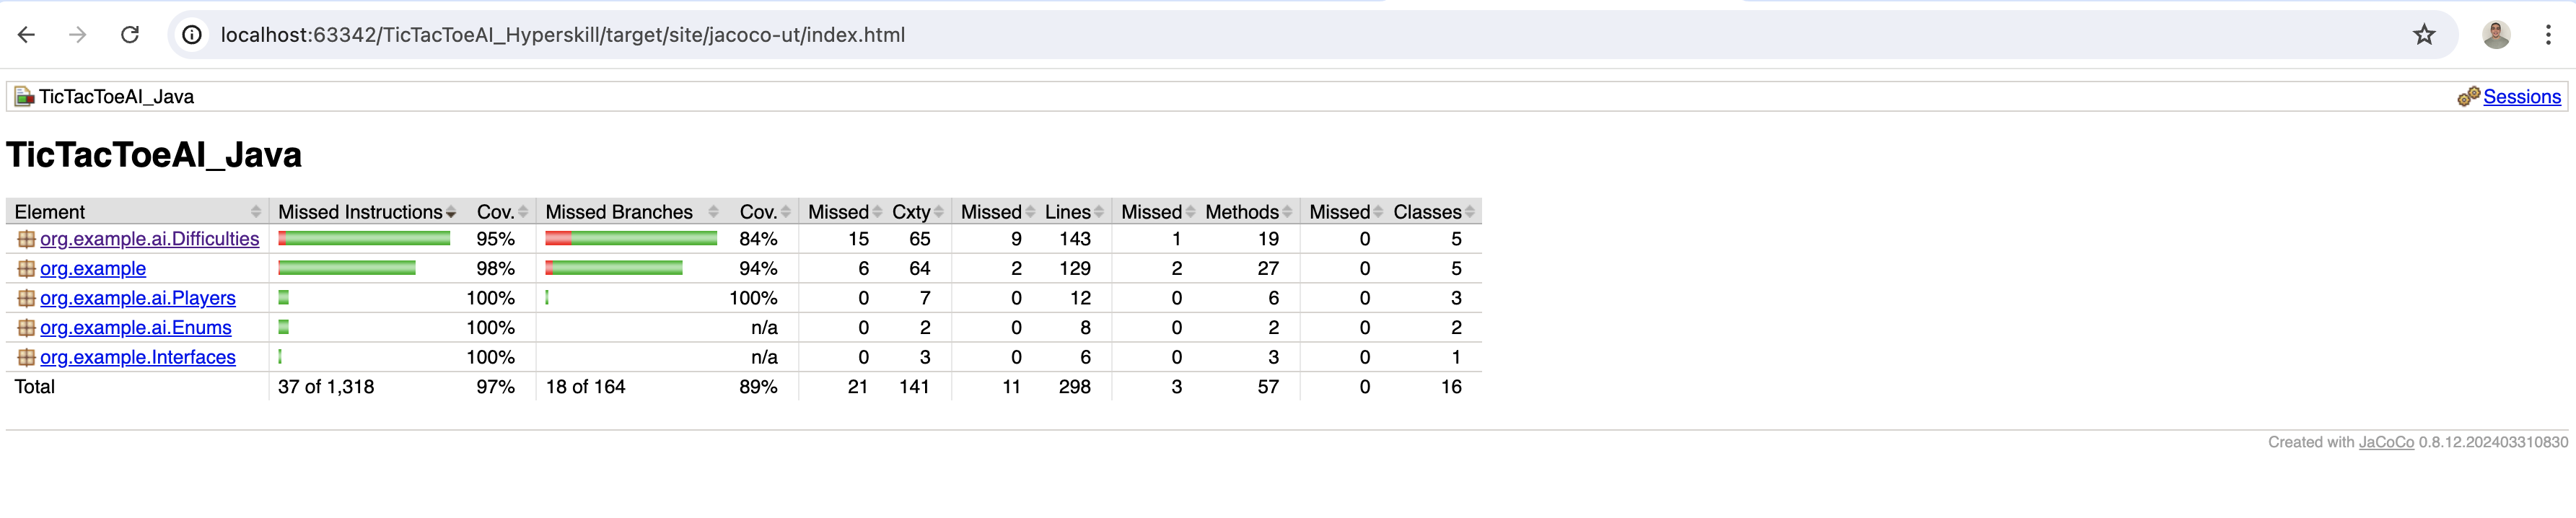 localhost:63342/TicTacToeAI_Hyperskill/target/site/jacoco-ut/index.html
TicTacToeAI_Java Sessions
TicTacToeAI_Java
Element Missed Instructions Cov. Missed Branches Cov. Missed Cxty Missed Lines Missed Methods Missed Classes
org.example.ai.Difficulties 95% 84% 15 65 9 143 1 19 0 5
org.example 98% 94% 6 64 2 129 2 27 0 5
org.example.ai.Players 100% 100% 0 7 0 12 0 6 0 3
org.example.ai.Enums 100% n/a 0 2 0 8 0 2 0 2
org.example.Interfaces 100% n/a 0 3 0 6 0 3 0 1
Total 37 of 1,318 97% 18 of 164 89% 21 141 11 298 3 57 0 16
Created with JaCoCo 0.8.12.202403310830